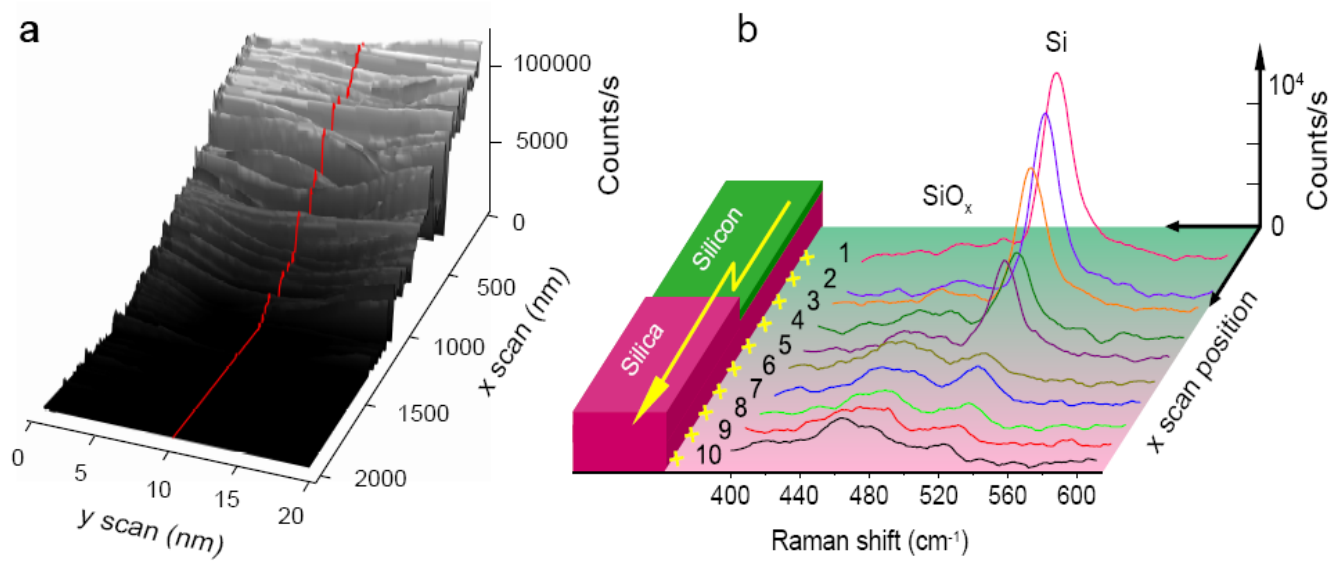 a
100000
5000
0
Counts/s
500
1000
1500
2000
x scan (nm)
0
5
10
15
20
y scan (nm)
b
Si
SiOₓ
10⁴
0
Counts/s
Silicon
Silica
1
2
3
4
5
6
7
8
9
10
x scan position
400 440 480 520 560 600
Raman shift (cm⁻¹)